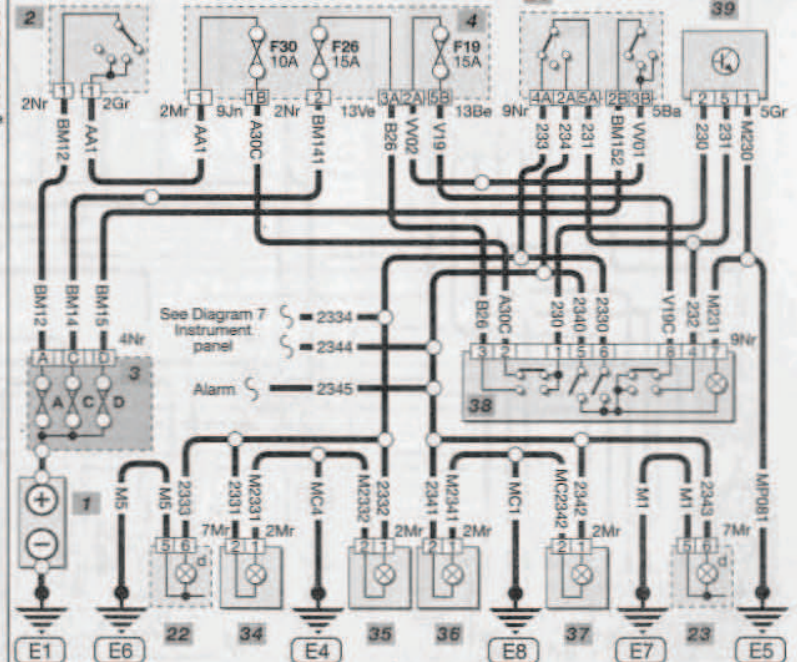 2
4
39
F30
10A
F26
15A
F19
15A
1
1
1
1B
2
3A 2A 5B
4A 2A 5A 2B 3B
2 5 1
2Nr
2Gr
2Mr
9Jn
2Nr
13Ve
13Be
9Nr
5Ba
5Gr
BM12
AA1
AA1
A30C
BM141
B26
VV02
V19
233
234
231
BM152
VV01
230
231
M230
BM12
BM14
BM15
See Diagram 7
Instrument
panel
2334
2344
Alarm
2345
B26
A30C
230
2340
2330
V19C
232
M231
4Nr
A C D
3 2 1 5 6 8 4 7
9Nr
3
A C D
38
1
M5
M5
2333
2331
M2331
MC4
M2332
2332
2341
M2341
MC1
MC2342
2342
M1
M1
2343
MP081
7Mr
2Mr
2Mr
2Mr
2Mr
7Mr
5 6
2 1
2 1
2 1
2 1
5 6
d
d
22
34
35
36
37
23
E1
E6
E4
E8
E7
E5